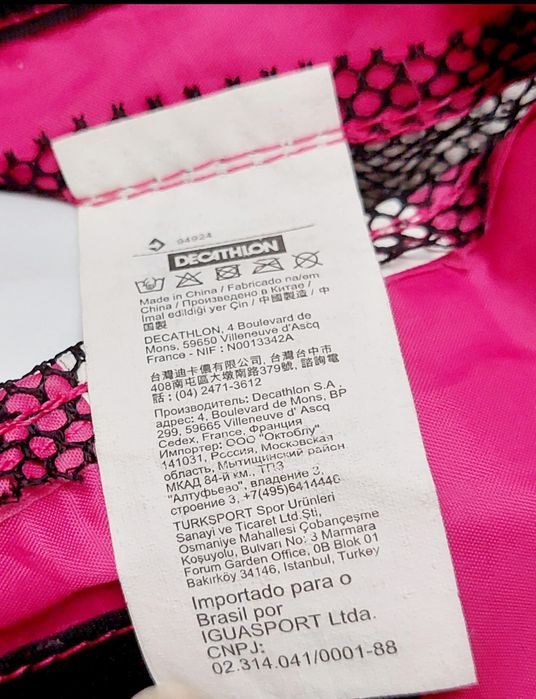 94924
DECATHLON
Made in China / Fabricado na/em
China / Произведено в Китае /
Imal edildiği yer Çin / 中國製造 / 中
国製
DECATHLON, 4 Boulevard de
Mons, 59650 Villeneuve d'Ascq
France - NIF : N0013342A
台灣迪卡儂有限公司, 台灣台中市
408南屯區大墩南路379號, 諮詢電
話 : (04) 2471-3612
Производитель: Decathlon S.A.,
адрес: 4. Boulevard de Mons, BP
299, 59665 Villeneuve d' Ascq
Cedex, France, Франция
Импортер: ООО "Октоблу"
141031, Россия, Московская
область, Мытищинский район
МКАД 84-й км., ТПЗ
"Алтуфьево", владение 3,
строение 3, +7(495)6414446
TURKSPORT Spor Urünleri
Sanayi ve Ticaret Ltd.Şti,
Osmaniye Mahallesi Çobançeşme
Koşuyolu, Bulvarı No: 3 Marmara
Forum Garden Office, 0B Blok 01
Bakırköy 34146, Istanbul, Turkey
Importado para o
Brasil por
IGUASPORT Ltda.
CNPJ:
02.314.041/0001-88